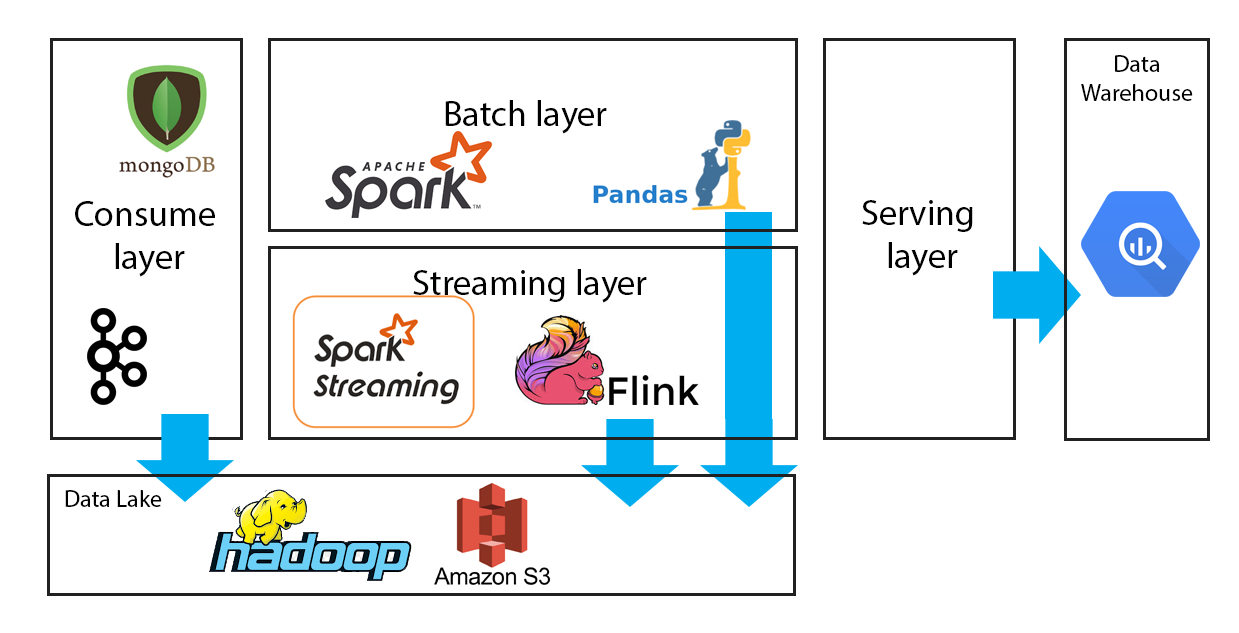 mongoDB
Consume
layer
Batch layer
APACHE
Spark™
Pandas
Streaming layer
Spark
Streaming
Flink
Serving
layer
Data
Warehouse
Data Lake
hadoop
Amazon S3